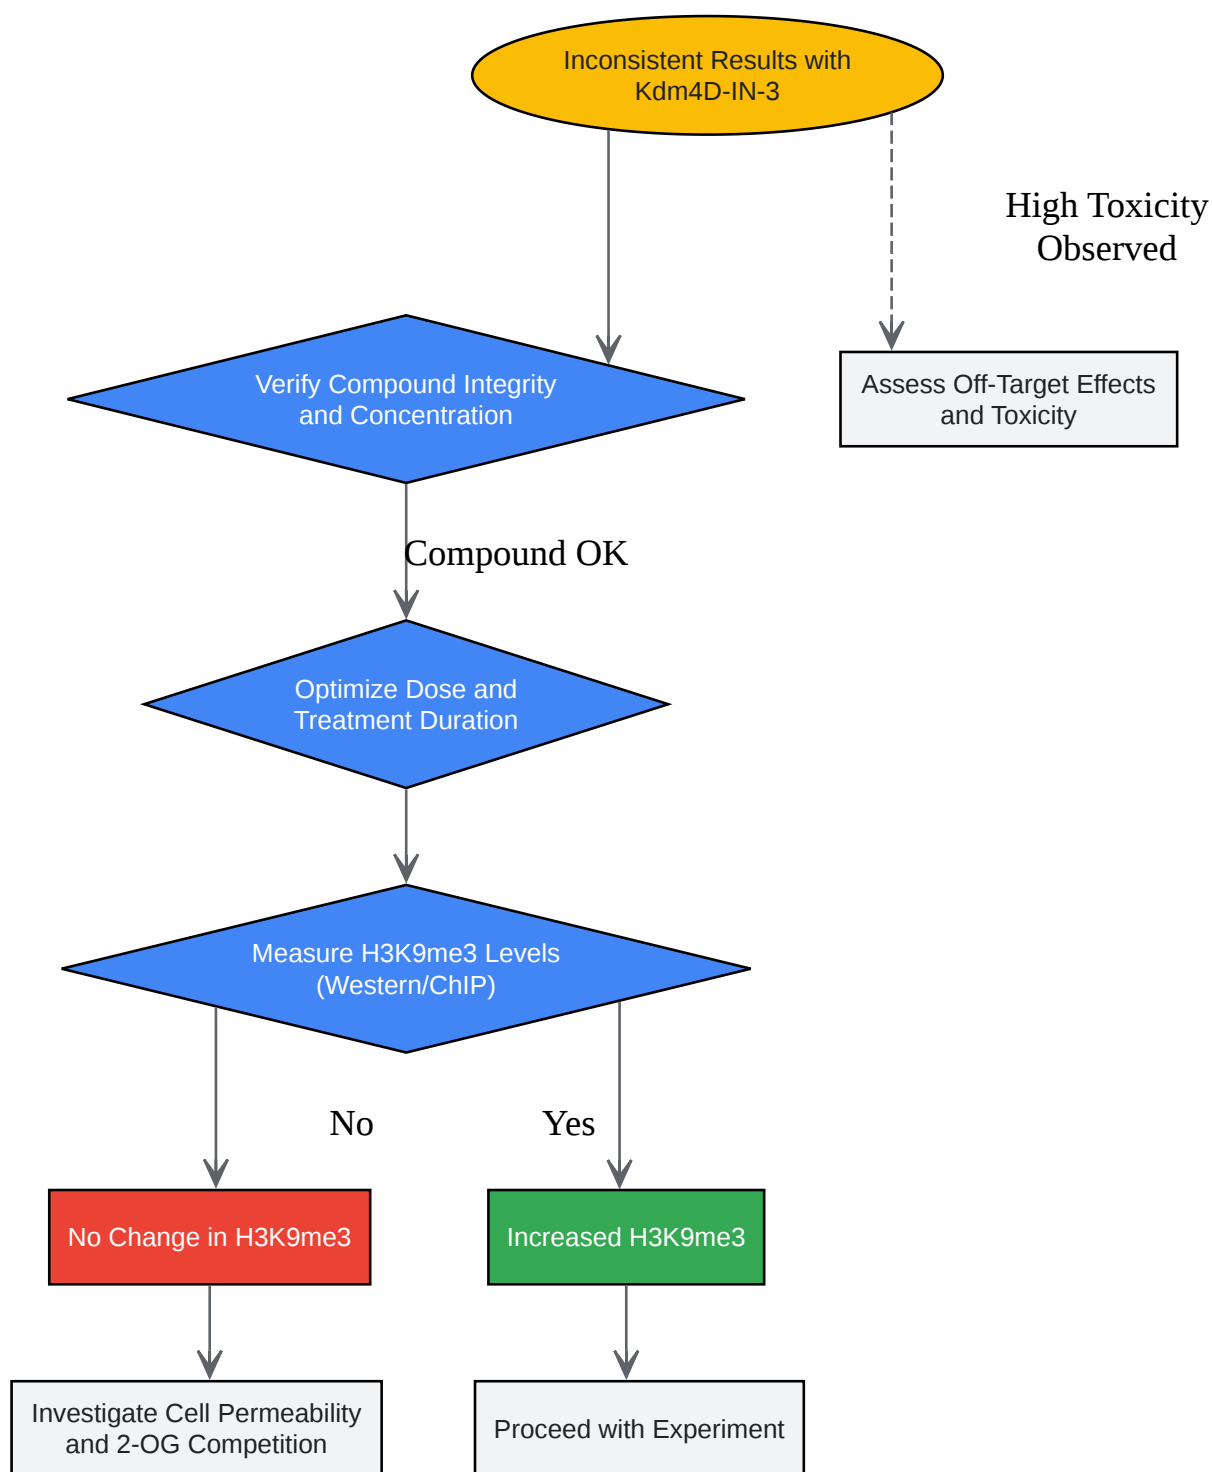 Inconsistent Results with
Kdm4D-IN-3
High Toxicity
Observed
Verify Compound Integrity
and Concentration
Assess Off-Target Effects
and Toxicity
Compound OK
Optimize Dose and
Treatment Duration
Measure H3K9me3 Levels
(Western/ChIP)
No
Yes
No Change in H3K9me3
Increased H3K9me3
Investigate Cell Permeability
and 2-OG Competition
Proceed with Experiment